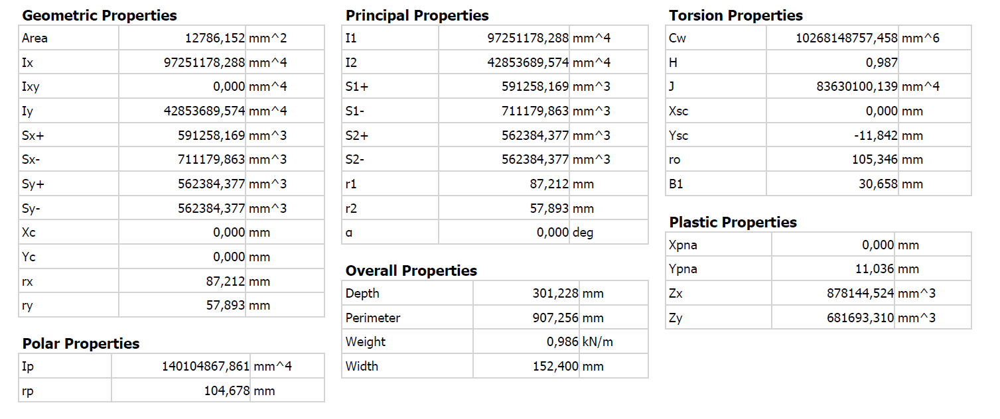 Geometric Properties
Area 12786,152 mm^2
Ix 97251178,288 mm^4
Ixy 0,000 mm^4
Iy 42853689,574 mm^4
Sx+ 591258,169 mm^3
Sx- 711179,863 mm^3
Sy+ 562384,377 mm^3
Sy- 562384,377 mm^3
Xc 0,000 mm
Yc 0,000 mm
rx 87,212 mm
ry 57,893 mm
Polar Properties
Ip 140104867,861 mm^4
rp 104,678 mm
Principal Properties
I1 97251178,288 mm^4
I2 42853689,574 mm^4
S1+ 591258,169 mm^3
S1- 711179,863 mm^3
S2+ 562384,377 mm^3
S2- 562384,377 mm^3
r1 87,212 mm
r2 57,893 mm
α 0,000 deg
Overall Properties
Depth 301,228 mm
Perimeter 907,256 mm
Weight 0,986 kN/m
Width 152,400 mm
Torsion Properties
Cw 10268148757,458 mm^6
H 0,987
J 83630100,139 mm^4
Xsc 0,000 mm
Ysc -11,842 mm
ro 105,346 mm
B1 30,658 mm
Plastic Properties
Xpna 0,000 mm
Ypna 11,036 mm
Zx 878144,524 mm^3
Zy 681693,310 mm^3